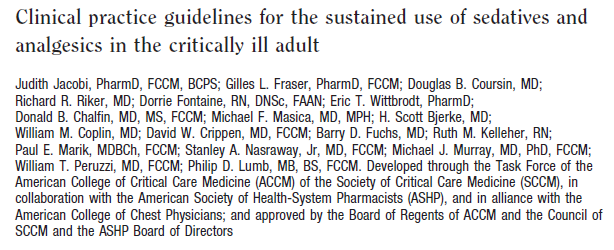 Clinical practice guidelines for the sustained use of sedatives and
analgesics in the critically ill adult
Judith Jacobi, PharmD, FCCM, BCPS; Gilles L. Fraser, PharmD, FCCM; Douglas B. Coursin, MD;
Richard R. Riker, MD; Dorrie Fontaine, RN, DNSc, FAAN; Eric T. Wittbrodt, PharmD;
Donald B. Chalfin, MD, MS, FCCM; Michael F. Masica, MD, MPH; H. Scott Bjerke, MD;
William M. Coplin, MD; David W. Crippen, MD, FCCM; Barry D. Fuchs, MD; Ruth M. Kelleher, RN;
Paul E. Marik, MDBCh, FCCM; Stanley A. Nasraway, Jr, MD, FCCM; Michael J. Murray, MD, PhD, FCCM;
William T. Peruzzi, MD, FCCM; Philip D. Lumb, MB, BS, FCCM. Developed through the Task Force of the
American College of Critical Care Medicine (ACCM) of the Society of Critical Care Medicine (SCCM), in
collaboration with the American Society of Health-System Pharmacists (ASHP), and in alliance with the
American College of Chest Physicians; and approved by the Board of Regents of ACCM and the Council of
SCCM and the ASHP Board of Directors